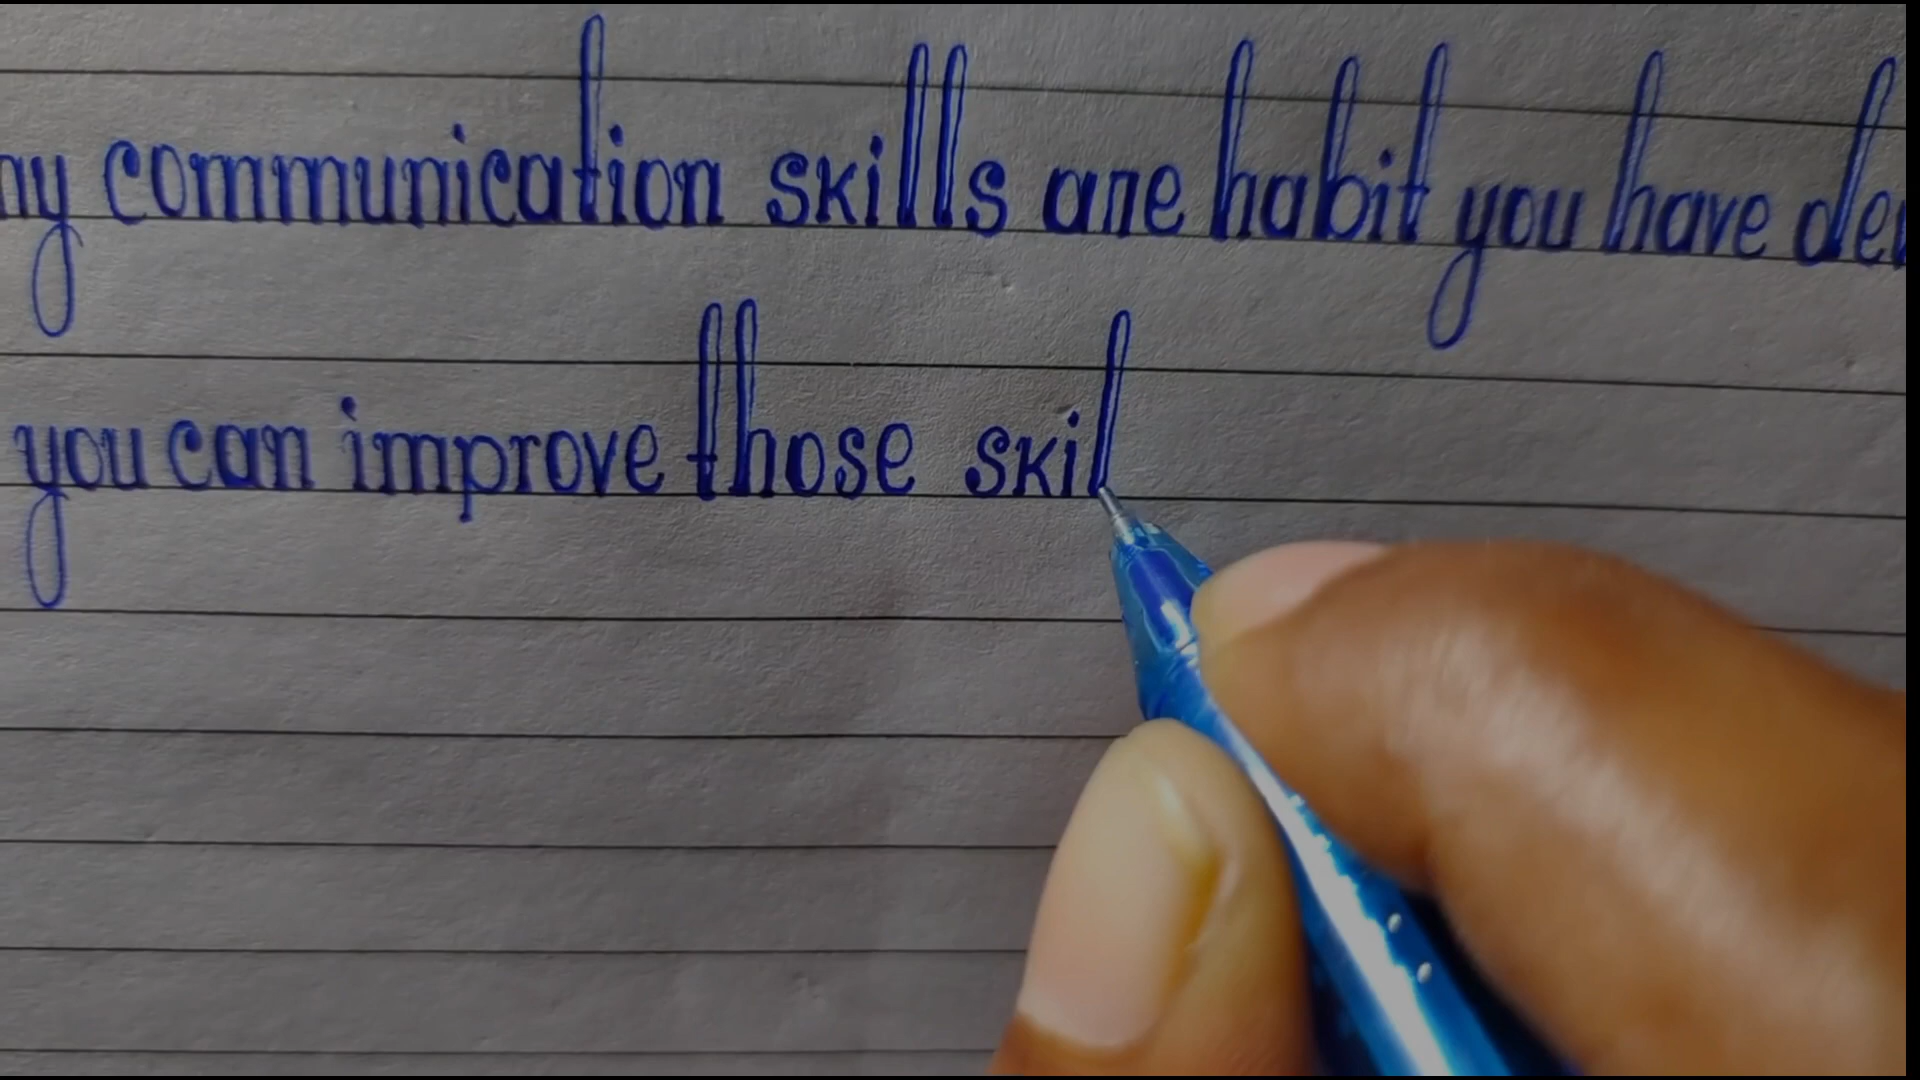 ny communication skills are habit you have de
you can improve those skil